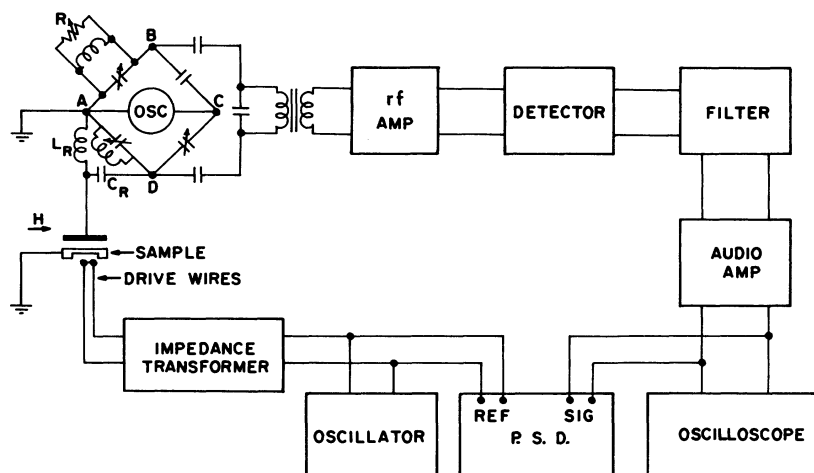 R
B
A
OSC
C
L_R
C_R
D
rf
AMP
DETECTOR
FILTER
H
SAMPLE
DRIVE WIRES
AUDIO
AMP
IMPEDANCE
TRANSFORMER
REF
SIG
OSCILLATOR
P. S. D.
OSCILLOSCOPE